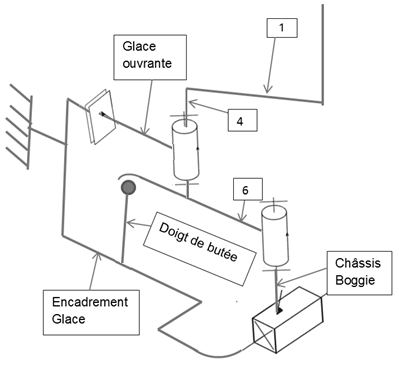 1
Glace
ouvrante
4
6
Doigt de butée
Châssis
Boggie
Encadrement
Glace